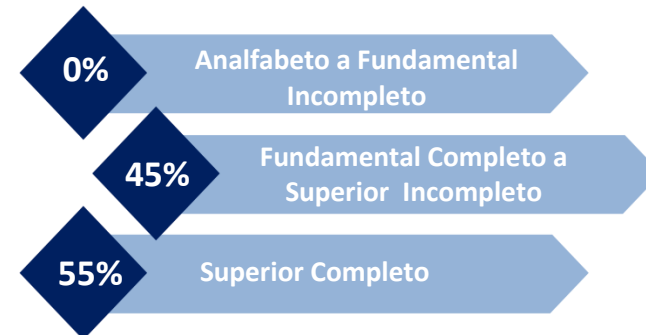 0%
Analfabeto a Fundamental
Incompleto
45%
Fundamental Completo a
Superior Incompleto
55%
Superior Completo